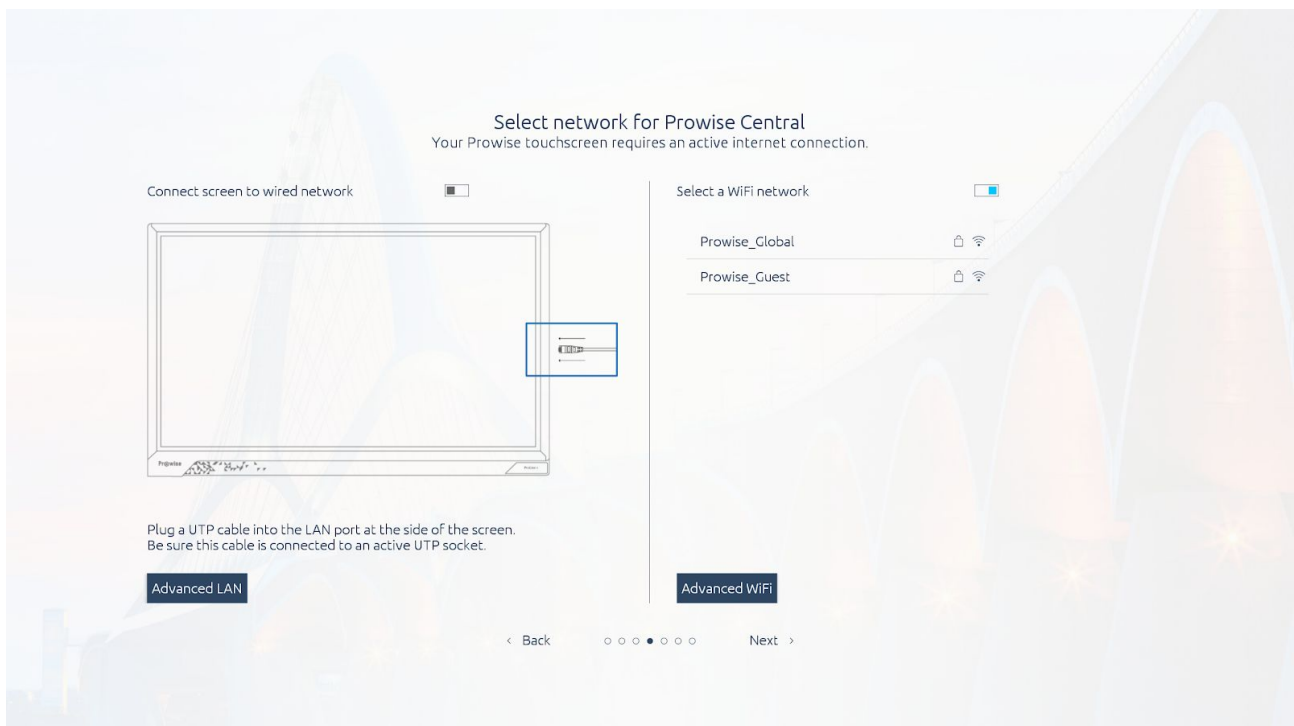 Select network for Prowise Central
Your Prowise touchscreen requires an active internet connection.
Connect screen to wired network
Prowise
Plug a UTP cable into the LAN port at the side of the screen.
Be sure this cable is connected to an active UTP socket.
Advanced LAN
Select a WiFi network
Prowise_Global
Prowise_Guest
Advanced WiFi
< Back
Next >